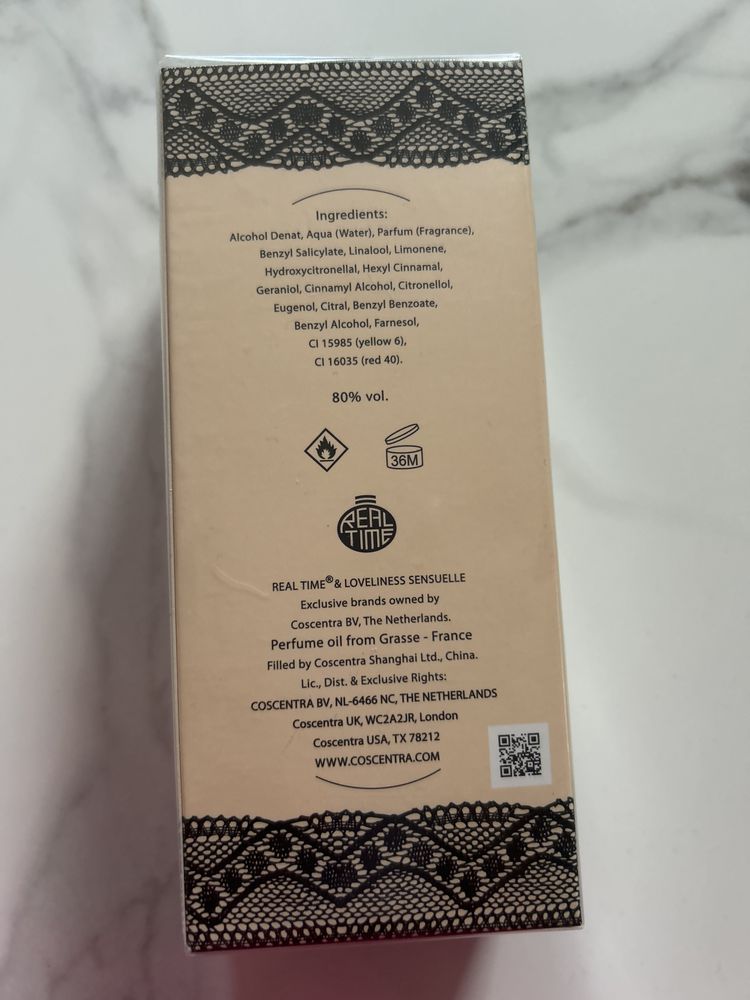 Ingredients:
Alcohol Denat, Aqua (Water), Parfum (Fragrance),
Benzyl Salicylate, Linalool, Limonene,
Hydroxycitronellal, Hexyl Cinnamal,
Geraniol, Cinnamyl Alcohol, Citronellol,
Eugenol, Citral, Benzyl Benzoate,
Benzyl Alcohol, Farnesol,
CI 15985 (yellow 6),
CI 16035 (red 40).
80% vol.
36M
REAL
TIME
REAL TIME® & LOVELINESS SENSUELLE
Exclusive brands owned by
Coscentra BV, The Netherlands.
Perfume oil from Grasse - France
Filled by Coscentra Shanghai Ltd., China.
Lic., Dist. & Exclusive Rights:
COSCENTRA BV, NL-6466 NC, THE NETHERLANDS
Coscentra UK, WC2A2JR, London
Coscentra USA, TX 78212
WWW.COSCENTRA.COM